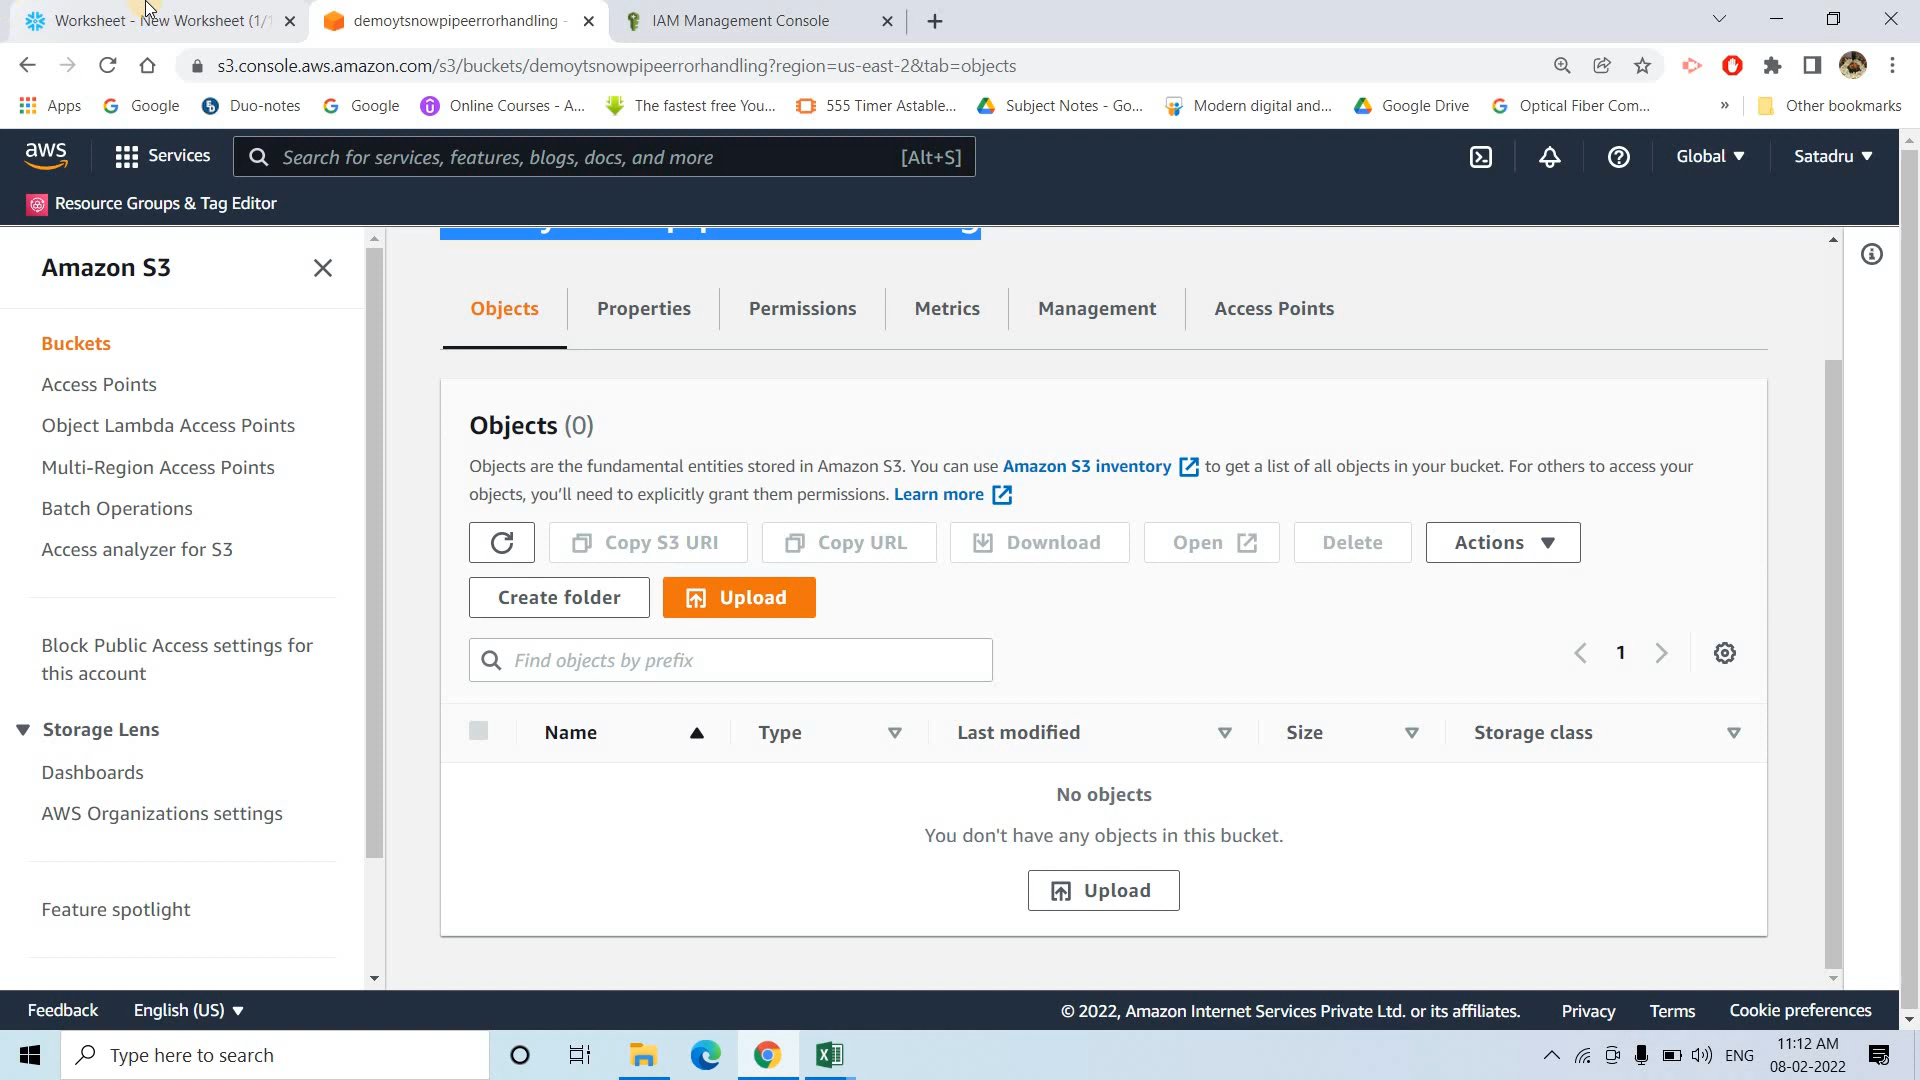 Worksheet - New Worksheet (1/1
demoytsnowpipeerrorhandling -
IAM Management Console
s3.console.aws.amazon.com/s3/buckets/demoytsnowpipeerrorhandling?region=us-east-2&tab=objects
Apps
Google
Duo-notes
Google
Online Courses - A...
The fastest free You...
555 Timer Astable...
Subject Notes - Go...
Modern digital and...
Google Drive
Optical Fiber Com...
»
Other bookmarks
aws
Services
Search for services, features, blogs, docs, and more
[Alt+S]
Global
Satadru
Resource Groups & Tag Editor
Amazon S3
Buckets
Access Points
Object Lambda Access Points
Multi-Region Access Points
Batch Operations
Access analyzer for S3
Block Public Access settings for
this account
Storage Lens
Dashboards
AWS Organizations settings
Feature spotlight
Objects
Properties
Permissions
Metrics
Management
Access Points
Objects (0)
Objects are the fundamental entities stored in Amazon S3. You can use Amazon S3 inventory to get a list of all objects in your bucket. For others to access your
objects, you'll need to explicitly grant them permissions. Learn more
Copy S3 URI
Copy URL
Download
Open
Delete
Actions
Create folder
Upload
Find objects by prefix
1
Name
Type
Last modified
Size
Storage class
No objects
You don't have any objects in this bucket.
Upload
Feedback
English (US)
© 2022, Amazon Internet Services Private Ltd. or its affiliates.
Privacy
Terms
Cookie preferences
Type here to search
ENG
11:12 AM
08-02-2022